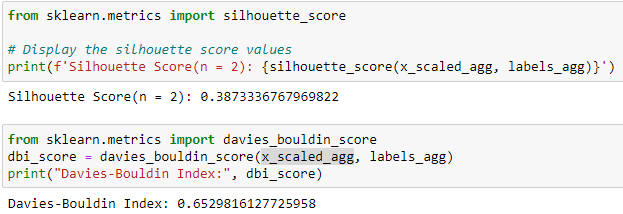 from sklearn.metrics import silhouette_score
# Display the silhouette score values
print(f'Silhouette Score(n = 2): {silhouette_score(x_scaled_agg, labels_agg)}')
Silhouette Score(n = 2): 0.3873336767969822
from sklearn.metrics import davies_bouldin_score
dbi_score = davies_bouldin_score(x_scaled_agg, labels_agg)
print("Davies-Bouldin Index:", dbi_score)
Davies-Bouldin Index: 0.6529816127725958